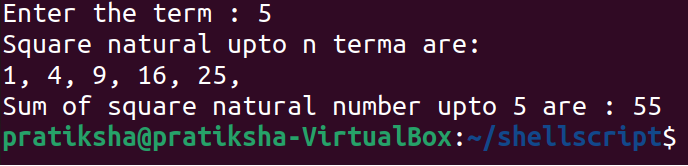 Enter the term : 5
Square natural upto n terma are:
1, 4, 9, 16, 25,
Sum of square natural number upto 5 are : 55
pratiksha@pratiksha-VirtualBox:~/shellscript$